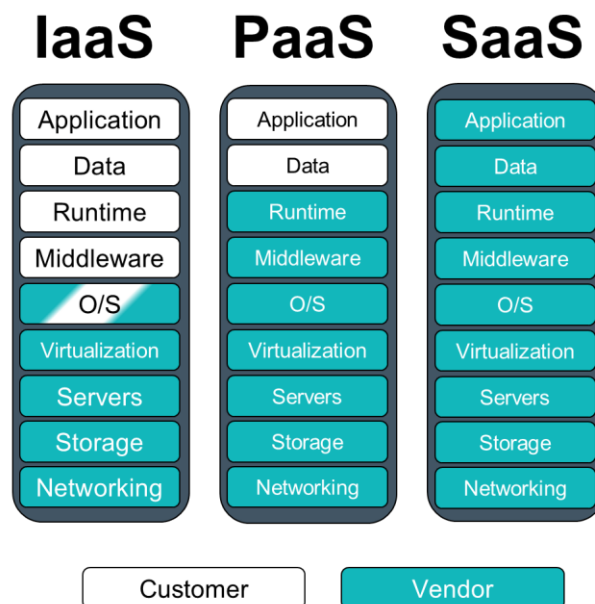 IaaS PaaS SaaS
Application Application Application
Data Data Data
Runtime Runtime Runtime
Middleware Middleware Middleware
O/S O/S O/S
Virtualization Virtualization Virtualization
Servers Servers Servers
Storage Storage Storage
Networking Networking Networking
Customer Vendor